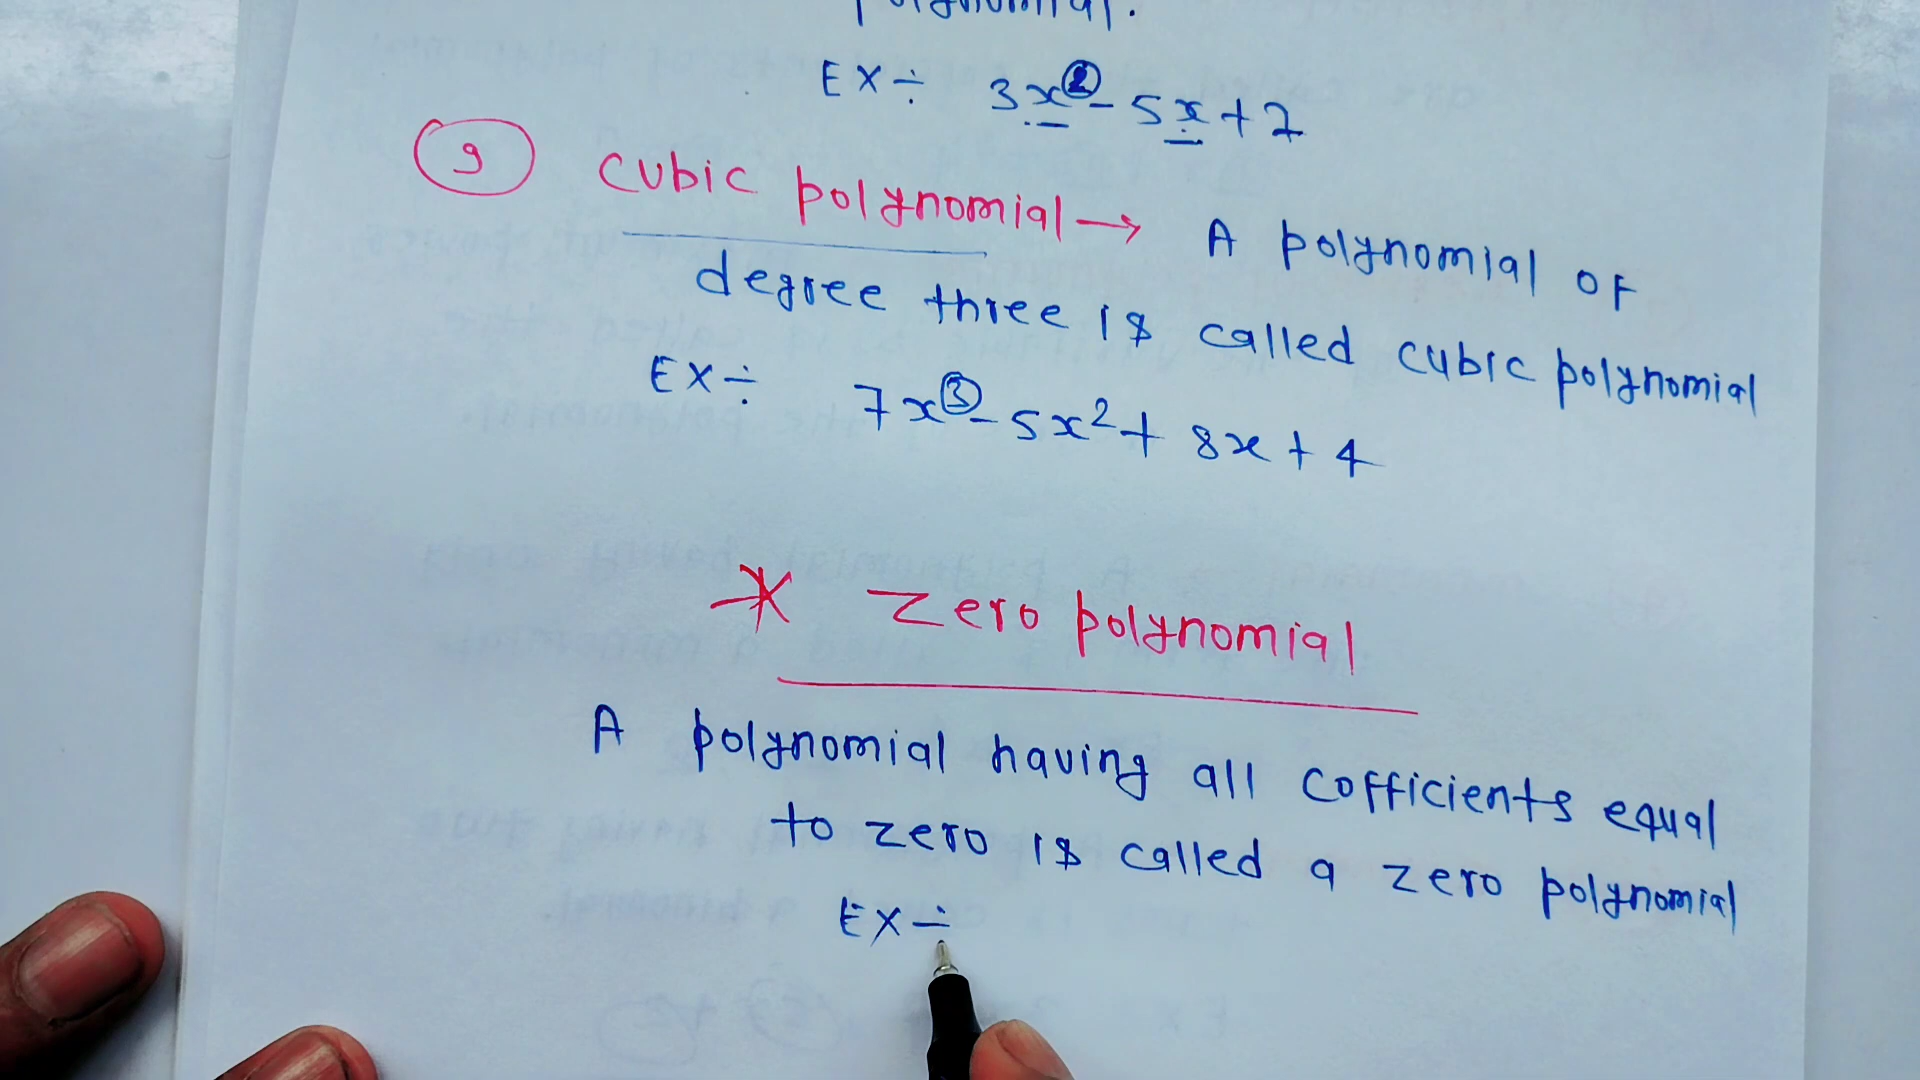 polynomial.
EX÷ 3x² - 5x + 7
9 cubic polynomial → A polynomial of
degree three is called cubic polynomial
EX÷ 7x³ - 5x² + 8x + 4
* Zero polynomial
A polynomial having all cofficients equal
to zero is called a zero polynomial
EX÷